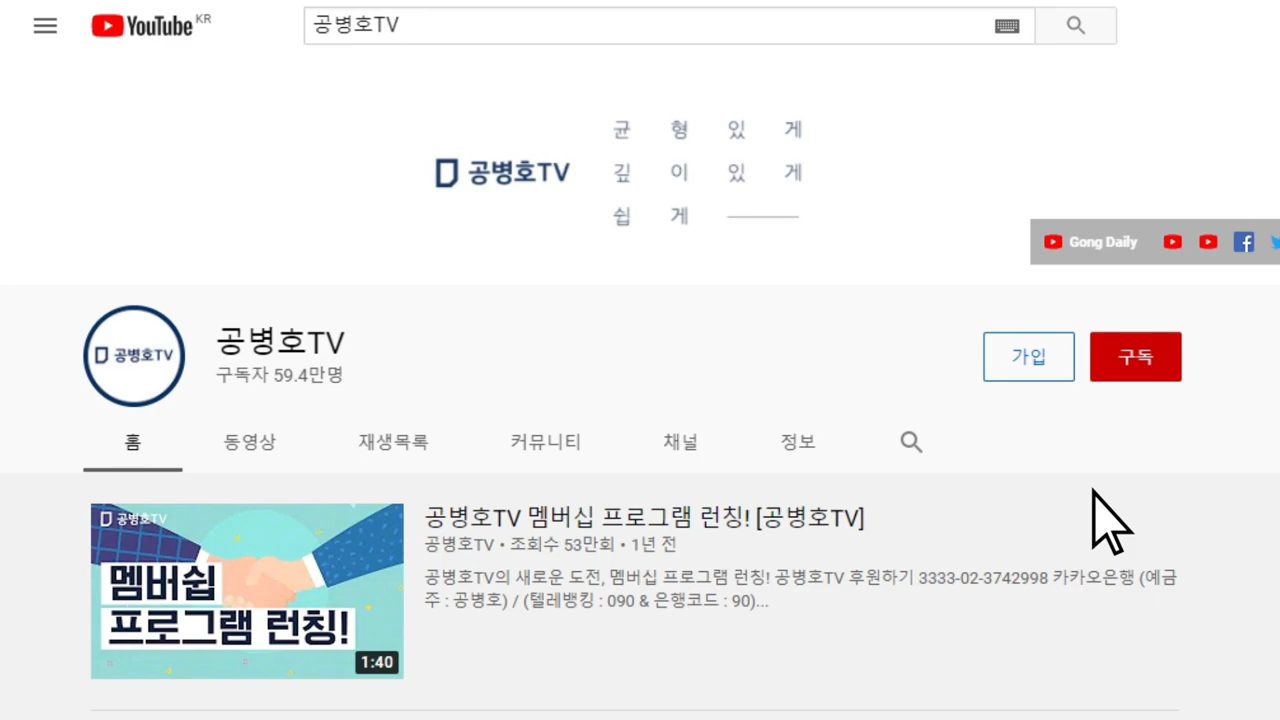 YouTube KR
공병호TV
균형있게
공병호TV
깊이있게
쉽게
Gong Daily
공병호TV
공병호TV
구독자 59.4만명
가입
구독
홈
동영상
재생목록
커뮤니티
채널
정보
공병호TV
멤버쉽
프로그램 런칭!
1:40
공병호TV 멤버십 프로그램 런칭! [공병호TV]
공병호TV • 조회수 53만회 • 1년 전
공병호TV의 새로운 도전, 멤버십 프로그램 런칭! 공병호TV 후원하기 3333-02-3742998 카카오은행 (예금
주 : 공병호) / (텔레뱅킹 : 090 & 은행코드 : 90)...